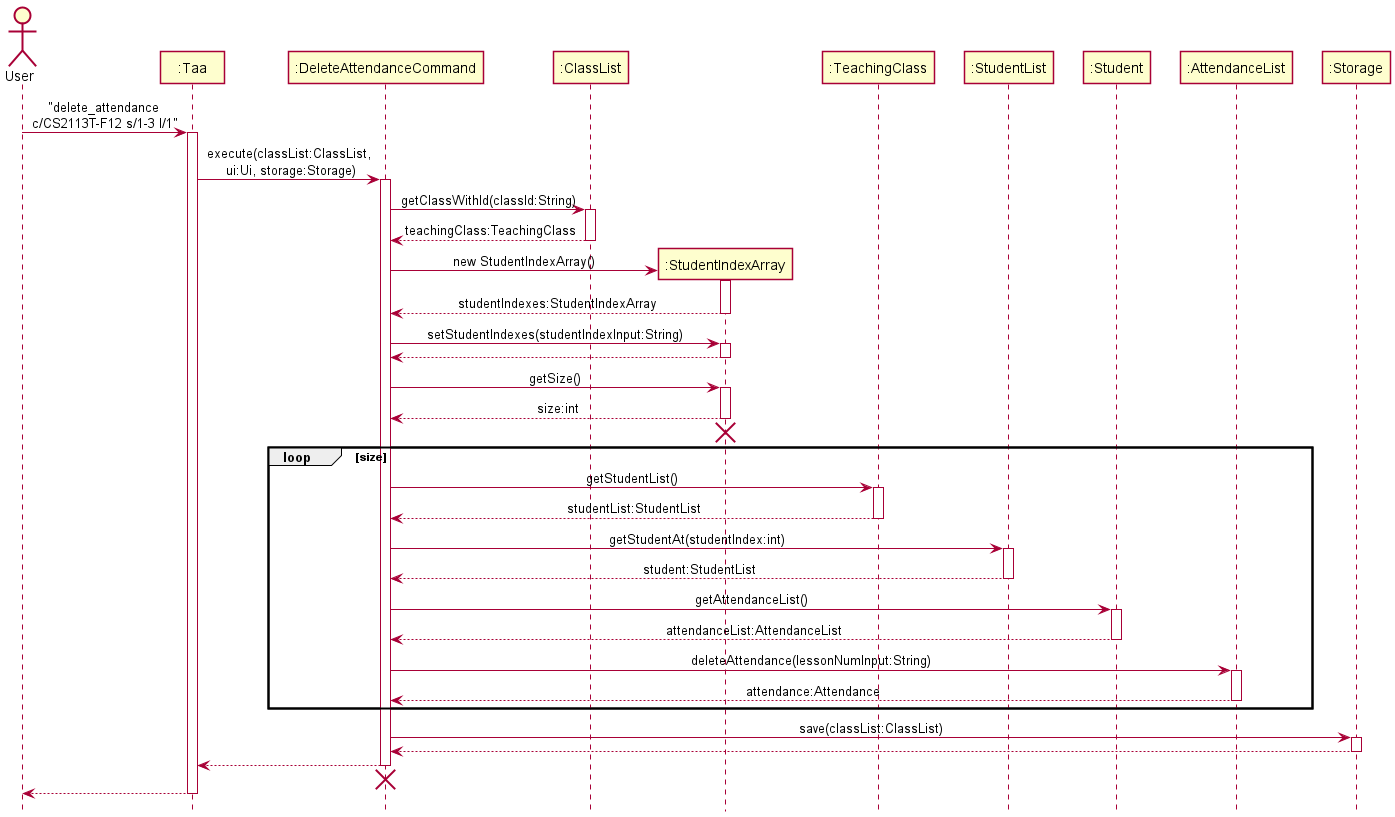 User
:Taa
:DeleteAttendanceCommand
:ClassList
:TeachingClass
:StudentList
:Student
:AttendanceList
:Storage
"delete_attendance
c/CS2113T-F12 s/1-3 l/1"
execute(classList:ClassList,
ui:Ui, storage:Storage)
getClassWithId(classId:String)
teachingClass:TeachingClass
new StudentIndexArray()
:StudentIndexArray
studentIndexes:StudentIndexArray
setStudentIndexes(studentIndexInput:String)
getSize()
size:int
loop
[size]
getStudentList()
studentList:StudentList
getStudentAt(studentIndex:int)
student:StudentList
getAttendanceList()
attendanceList:AttendanceList
deleteAttendance(lessonNumInput:String)
attendance:Attendance
save(classList:ClassList)